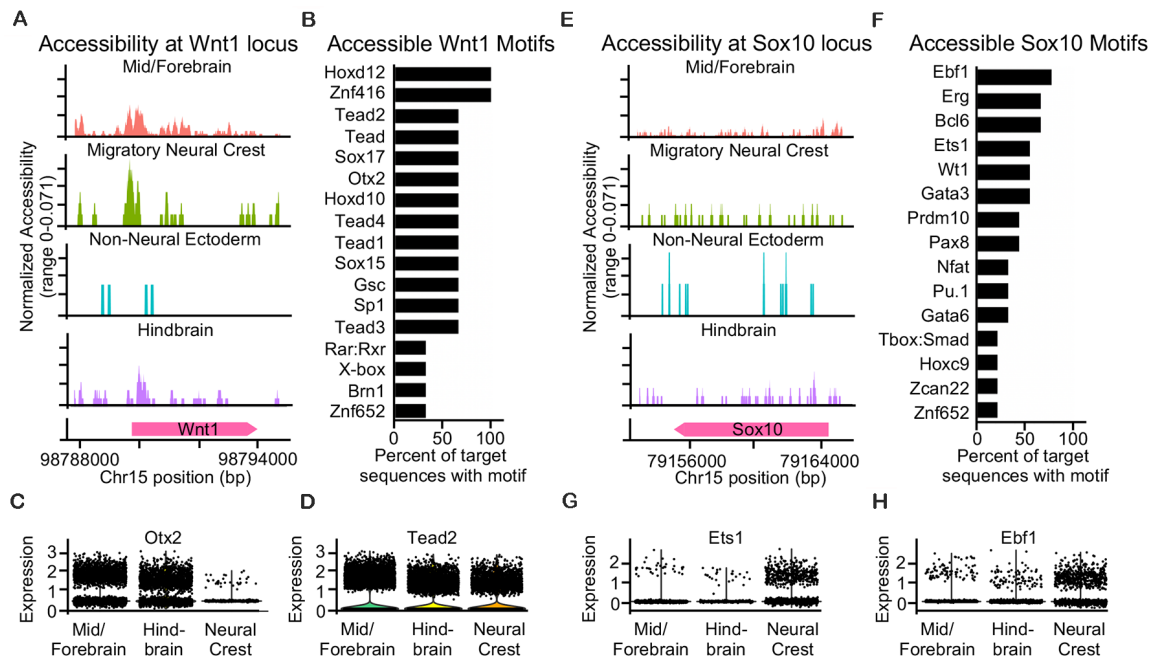 A
Accessibility at Wnt1 locus
Normalized Accessibility
(range 0-0.071)
Mid/Forebrain
Migratory Neural Crest
Non-Neural Ectoderm
Hindbrain
Wnt1
98788000
98794000
Chr15 position (bp)
B
Accessible Wnt1 Motifs
Hoxd12
Znf416
Tead2
Tead
Sox17
Otx2
Hoxd10
Tead4
Tead1
Sox15
Gsc
Sp1
Tead3
Rar:Rxr
X-box
Brn1
Znf652
0
50
100
Percent of target
sequences with motif
E
Accessibility at Sox10 locus
Normalized Accessibility
(range 0-0.071)
Mid/Forebrain
Migratory Neural Crest
Non-Neural Ectoderm
Hindbrain
Sox10
79156000
79164000
Chr15 position (bp)
F
Accessible Sox10 Motifs
Ebf1
Erg
Bcl6
Ets1
Wt1
Gata3
Prdm10
Pax8
Nfat
Pu.1
Gata6
Tbox:Smad
Hoxc9
Zcan22
Znf652
0
50
100
Percent of target
sequences with motif
C
Otx2
Expression
3
2
1
0
Mid/
Forebrain
Hind-
brain
Neural
Crest
D
Tead2
Expression
3
2
1
0
Mid/
Forebrain
Hind-
brain
Neural
Crest
G
Ets1
Expression
2
1
0
Mid/
Forebrain
Hind-
brain
Neural
Crest
H
Ebf1
Expression
2
1
0
Mid/
Forebrain
Hind-
brain
Neural
Crest